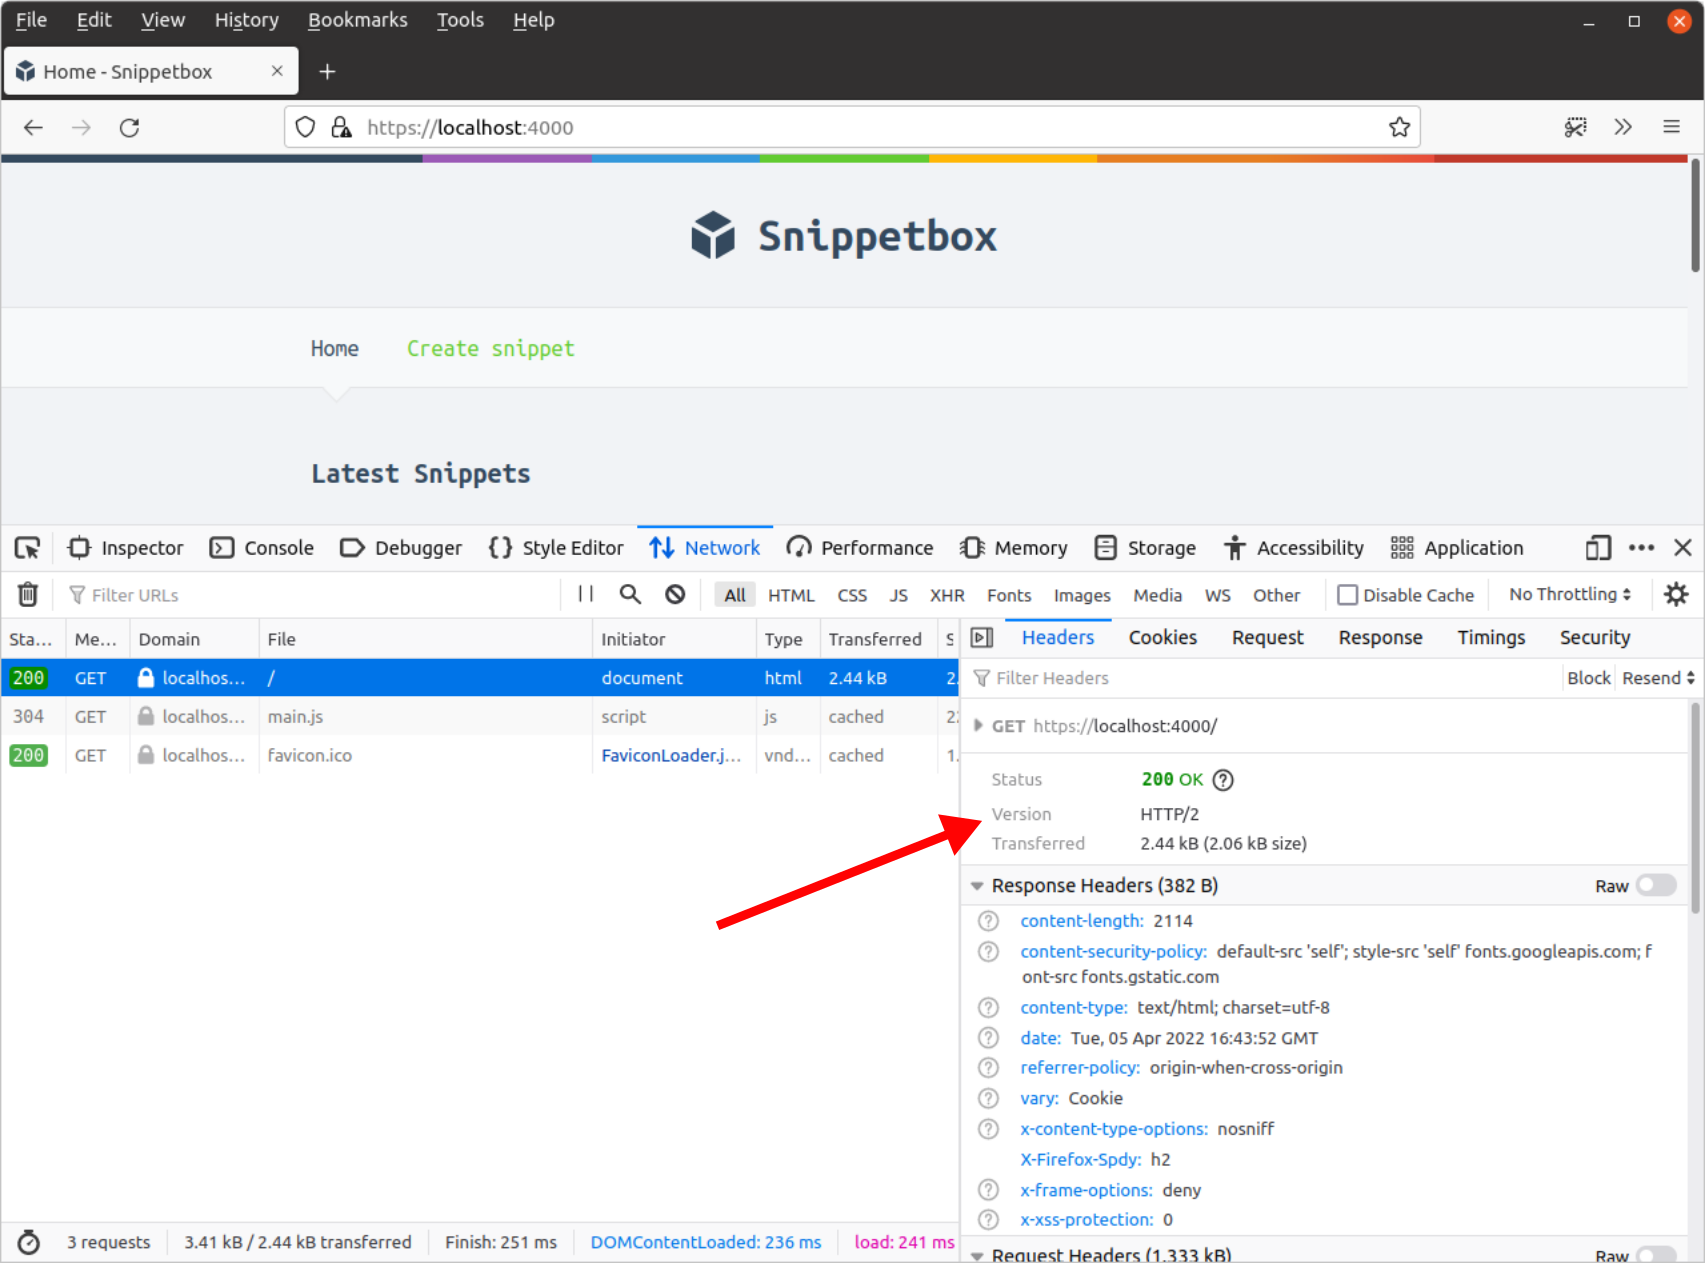 File Edit View History Bookmarks Tools Help
Home - Snippetbox
https://localhost:4000
Snippetbox
Home Create snippet
Latest Snippets
Inspector Console Debugger Style Editor Network Performance Memory Storage Accessibility Application
Filter URLs All HTML CSS JS XHR Fonts Images Media WS Other Disable Cache No Throttling
Sta... Me... Domain File Initiator Type Transferred S
200 GET localhos... / document html 2.44 kB 2.
304 GET localhos... main.js script js cached 2
200 GET localhos... favicon.ico FaviconLoader.j... vnd... cached 1.
Headers Cookies Request Response Timings Security
Filter Headers Block Resend
GET https://localhost:4000/
Status 200 OK
Version HTTP/2
Transferred 2.44 kB (2.06 kB size)
Response Headers (382 B) Raw
content-length: 2114
content-security-policy: default-src 'self'; style-src 'self' fonts.googleapis.com; f
ont-src fonts.gstatic.com
content-type: text/html; charset=utf-8
date: Tue, 05 Apr 2022 16:43:52 GMT
referrer-policy: origin-when-cross-origin
vary: Cookie
x-content-type-options: nosniff
X-Firefox-Spdy: h2
x-frame-options: deny
x-xss-protection: 0
Request Headers (1.333 kB) Raw
3 requests 3.41 kB / 2.44 kB transferred Finish: 251 ms DOMContentLoaded: 236 ms load: 241 ms